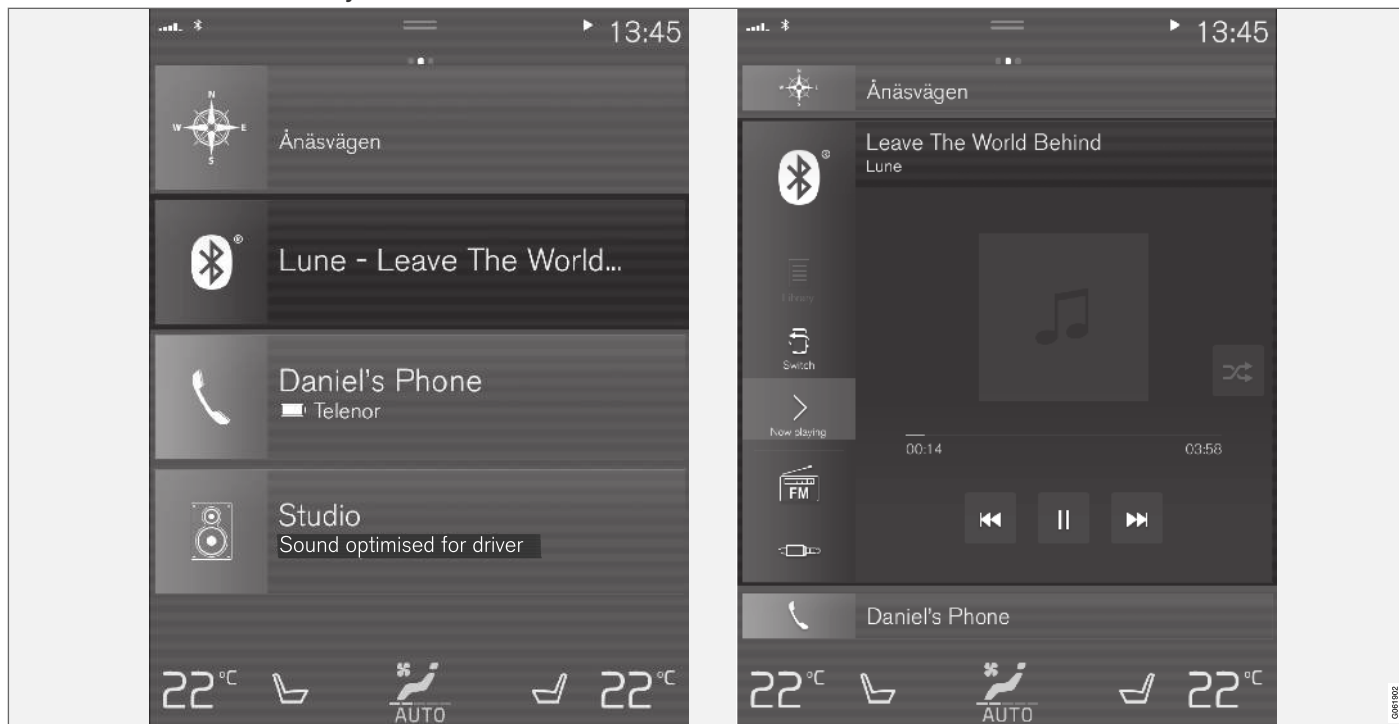 13:45
N
W
E
S
Ånäsvägen
®
Lune - Leave The World...
Daniel's Phone
Telenor
Studio
Sound optimised for driver
22°C
AUTO
22°C
13:45
Ånäsvägen
®
Leave The World Behind
Lune
Library
Switch
Now playing
00:14
03:58
FM
Daniel's Phone
22°C
AUTO
22°C
G061902